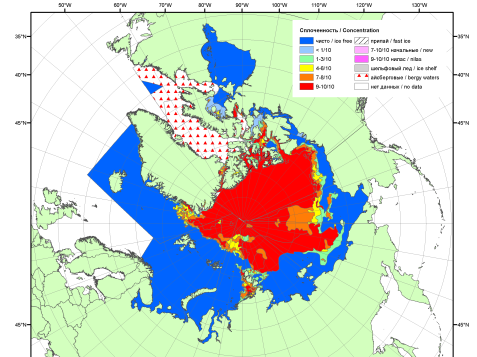 50°W 60°W 70°W 80°W 90°W 100°W 110°W 120°W
35°N
40°N
45°N
45°N
35°N
40°N
45°N
45°N
Сплоченность / Concentration
чисто / ice free
< 1/10
1-3/10
4-6/10
7-8/10
9-10/10
припай / fast ice
7-10/10 начальные / new
9-10/10 нилас / nilas
шельфовый лед / ice shelf
айсберговые / bergy waters
нет данных / no data